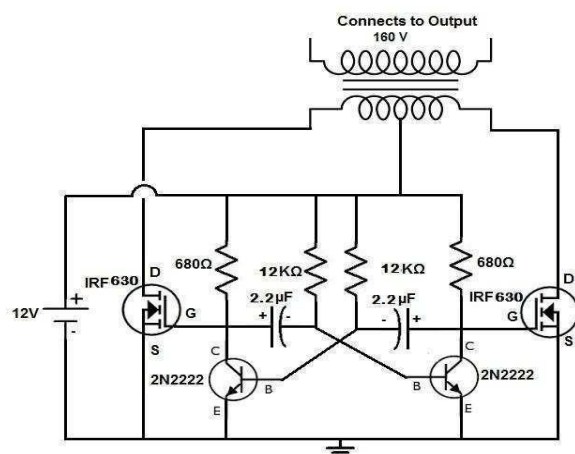 Connects to Output
160 V
680Ω
12KΩ
12KΩ
680Ω
IRF630
D
G
S
2.2µF
+
-
2.2µF
-
+
IRF630
D
G
S
12V
+
-
C
2N2222
B
E
C
B
2N2222
E